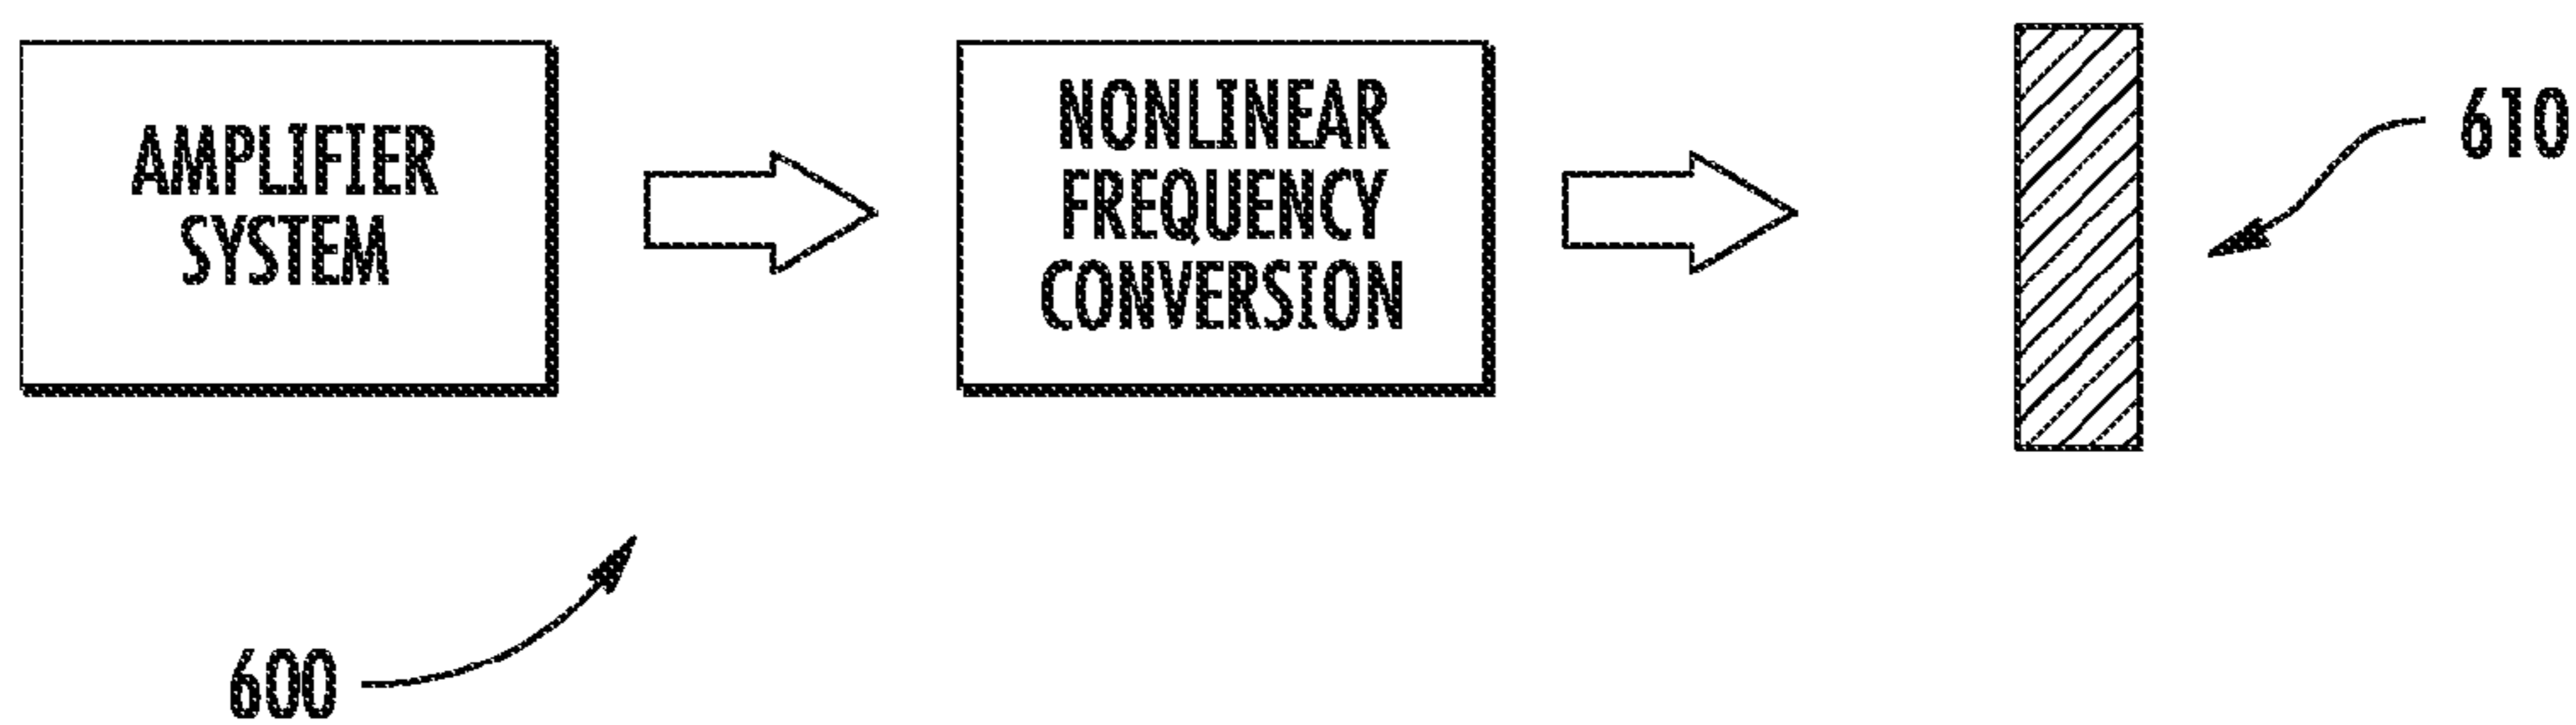 AMPLIFIER
SYSTEM
NONLINEAR
FREQUENCY
CONVERSION
610
600